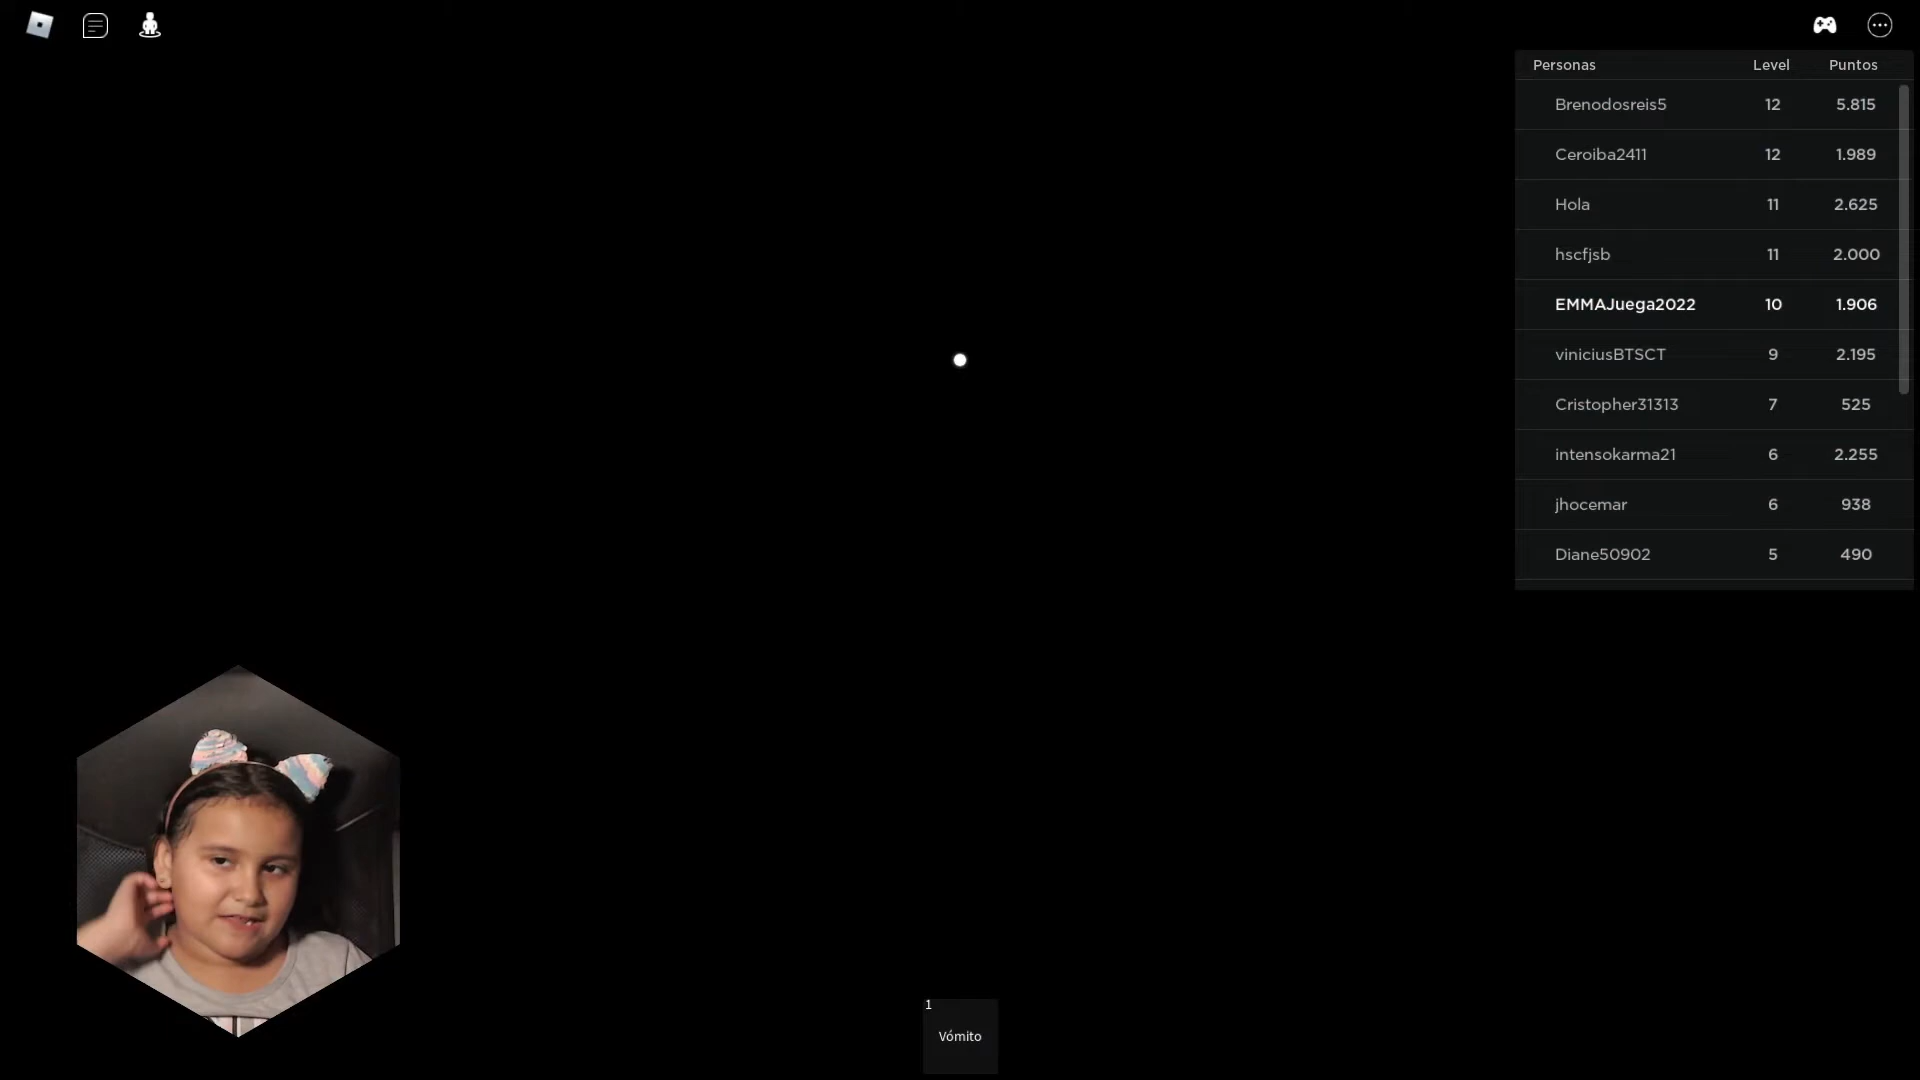 Personas Level Puntos
Brenodosreis5 12 5.815
Ceroiba2411 12 1.989
Hola 11 2.625
hscfjsb 11 2.000
EMMAJuega2022 10 1.906
viniciusBTSCT 9 2.195
Cristopher31313 7 525
intensokarma21 6 2.255
jhocemar 6 938
Diane50902 5 490
1
Vómito